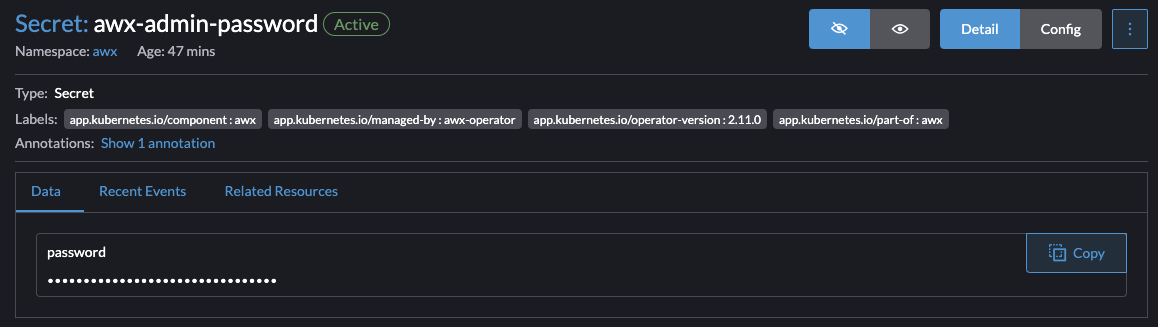 Secret: awx-admin-password Active
Namespace: awx Age: 47 mins
Detail Config
Type: Secret
Labels: app.kubernetes.io/component : awx app.kubernetes.io/managed-by : awx-operator app.kubernetes.io/operator-version : 2.11.0 app.kubernetes.io/part-of : awx
Annotations: Show 1 annotation
Data Recent Events Related Resources
password
Copy
••••••••••••••••••••••••••••••••